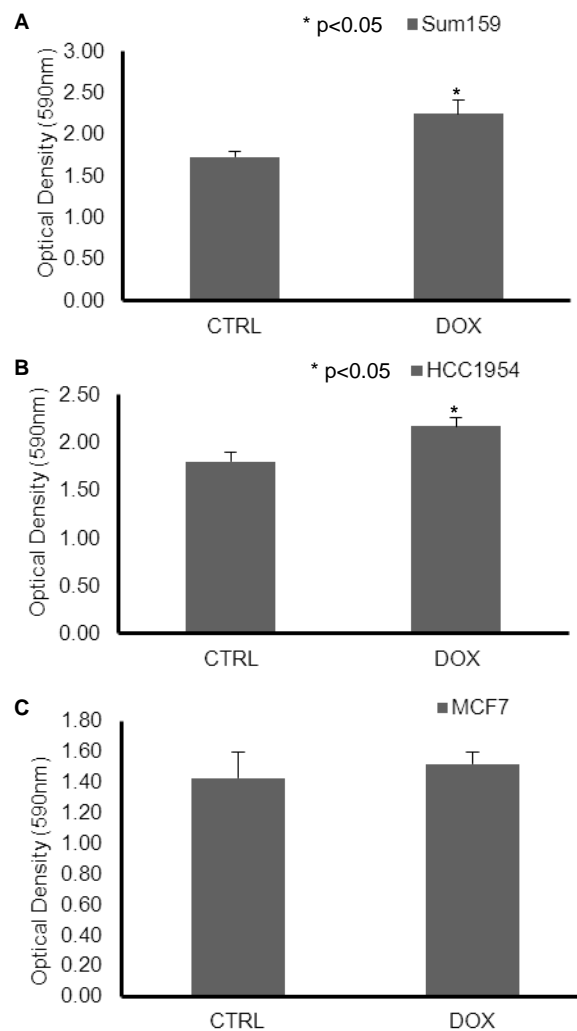 A
* p<0.05 Sum159
Optical Density (590nm)
3.00
2.50
2.00
1.50
1.00
0.50
0.00
*
CTRL DOX
B
* p<0.05 HCC1954
Optical Density (590nm)
2.50
2.00
1.50
1.00
0.50
0.00
*
CTRL DOX
C
MCF7
Optical Density (590nm)
1.80
1.60
1.40
1.20
1.00
0.80
0.60
0.40
0.20
0.00
CTRL DOX